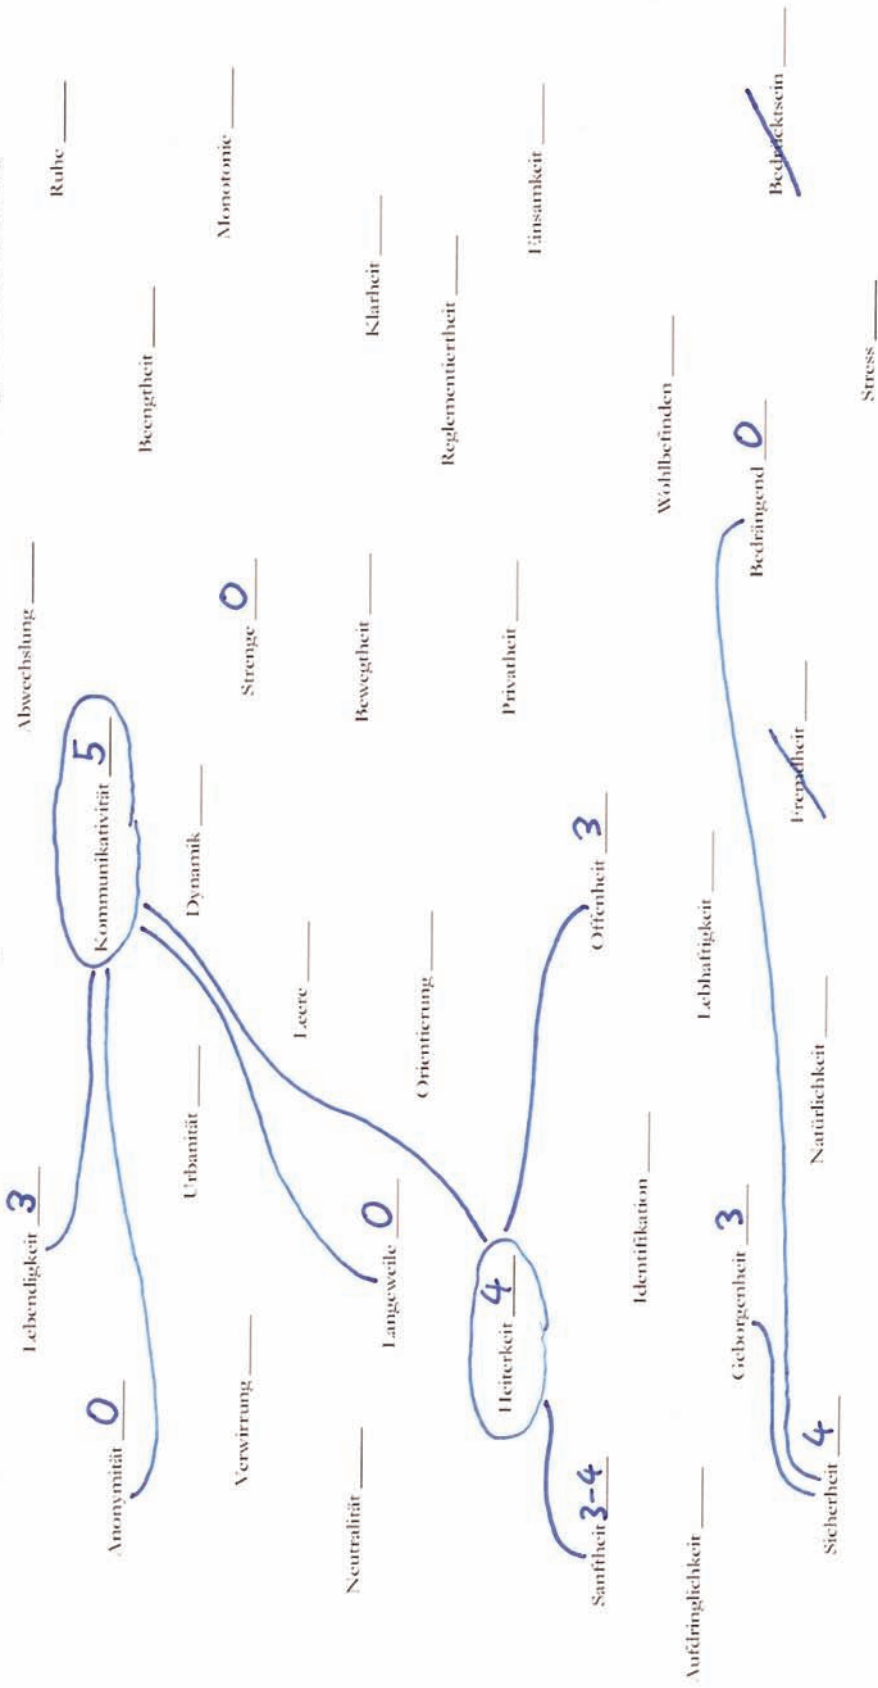 Lebendigkeit 3
Abwechslung
Ruhe
Anonymität 0
Kommunikativität 5
Beengtheit
Urbanität
Dynamik
Verwirrung
Strenge 0
Monotonie
Leere
Neutralität
Langeweile 0
Bewegtheit
Klarheit
Orientierung
Reglementiertheit
Heiterkeit 4
Privatheit
Einsamkeit
Sanftheit 3-4
Offenheit 3
Identifikation
Wohlbefinden
Aufdringlichkeit
Lebhaftigkeit
Geborgenheit 3
Bedrängend 0
Bedrücktsein
Sicherheit 4
Natürlichkeit
Fremdheit
Stress